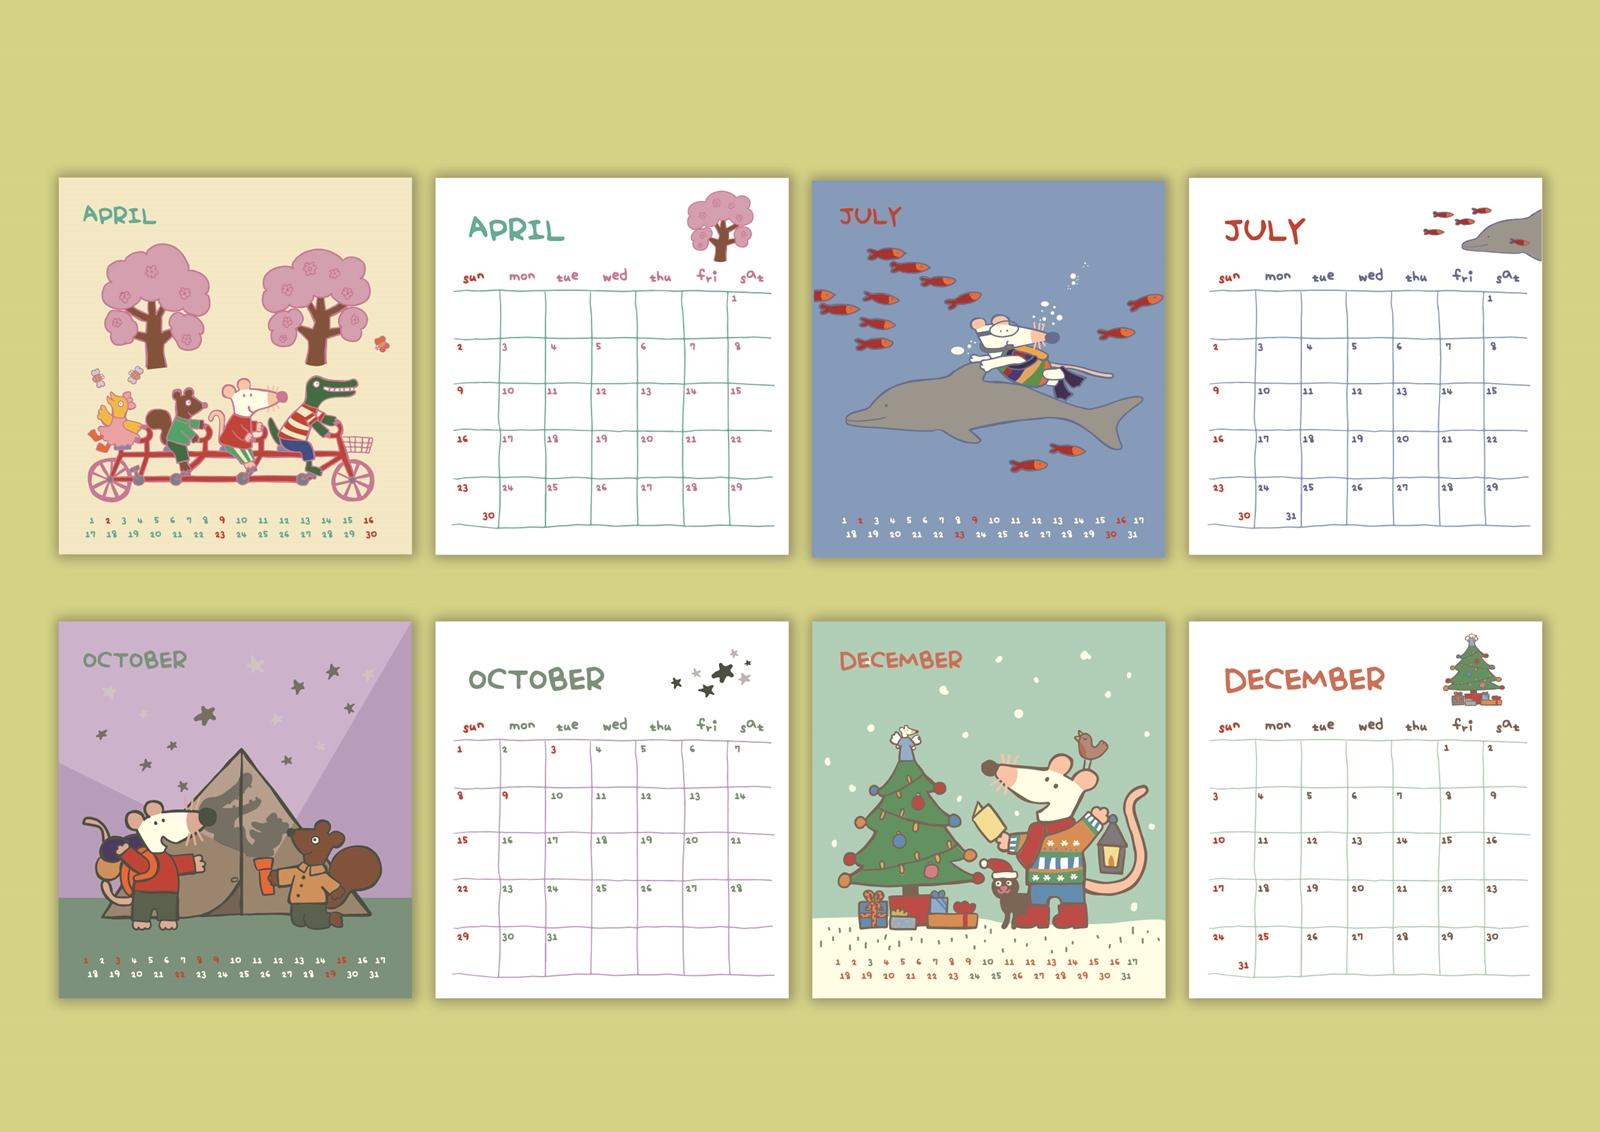 APRIL
1 2 3 4 5 6 7 8 9 10 11 12 13 14 15 16
17 18 19 20 21 22 23 24 25 26 27 28 29 30
APRIL
sun mon tue wed thu fri sat
1
2 3 4 5 6 7 8
9 10 11 12 13 14 15
16 17 18 19 20 21 22
23 24 25 26 27 28 29
30
JULY
1 2 3 4 5 6 7 8 9 10 11 12 13 14 15 16 17
18 19 20 21 22 23 24 25 26 27 28 29 30 31
JULY
sun mon tue wed thu fri sat
1
2 3 4 5 6 7 8
9 10 11 12 13 14 15
16 17 18 19 20 21 22
23 24 25 26 27 28 29
30 31
OCTOBER
1 2 3 4 5 6 7 8 9 10 11 12 13 14 15 16 17
18 19 20 21 22 23 24 25 26 27 28 29 30 31
OCTOBER
sun mon tue wed thu fri sat
1 2 3 4 5 6 7
8 9 10 11 12 13 14
15 16 17 18 19 20 21
22 23 24 25 26 27 28
29 30 31
DECEMBER
1 2 3 4 5 6 7 8 9 10 11 12 13 14 15 16 17
18 19 20 21 22 23 24 25 26 27 28 29 30 31
DECEMBER
sun mon tue wed thu fri sat
1 2
3 4 5 6 7 8 9
10 11 12 13 14 15 16
17 18 19 20 21 22 23
24 25 26 27 28 29 30
31